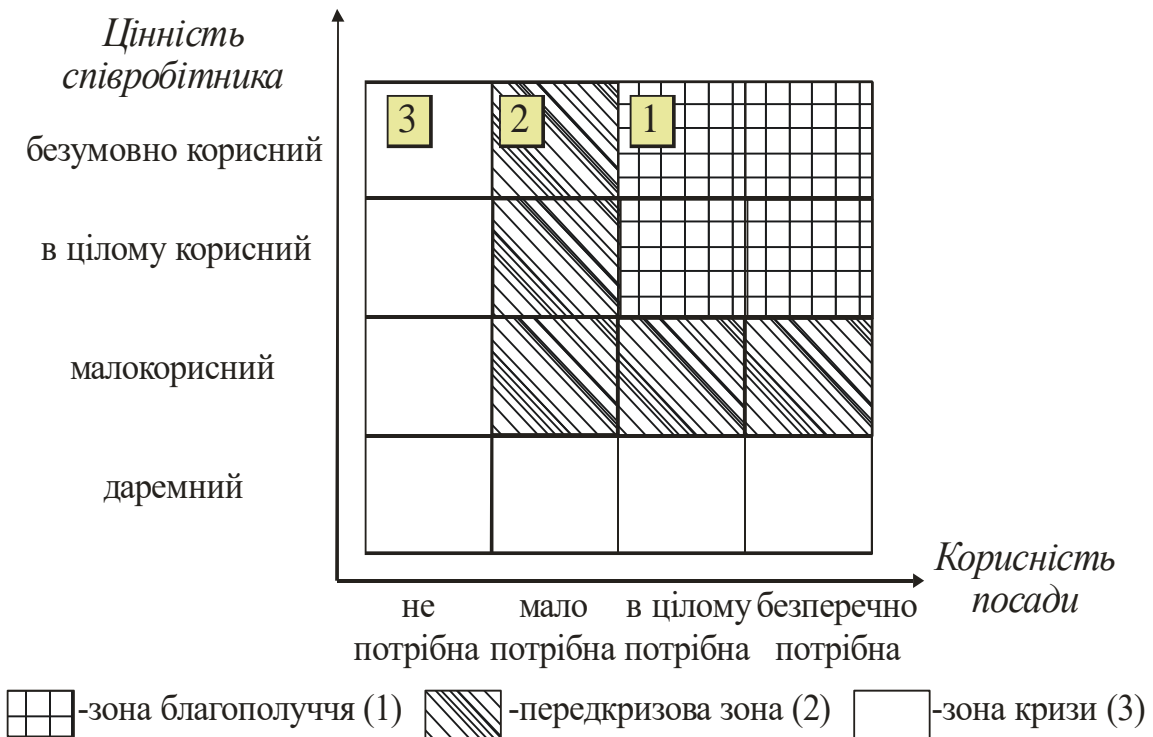 Цінність
співробітника
3
2
1
безумовно корисний
в цілому корисний
малокорисний
даремний
Корисність
посади
не
потрібна
мало
потрібна
в цілому
потрібна
безперечно
потрібна
-зона благополуччя (1)
-передкризова зона (2)
-зона кризи (3)